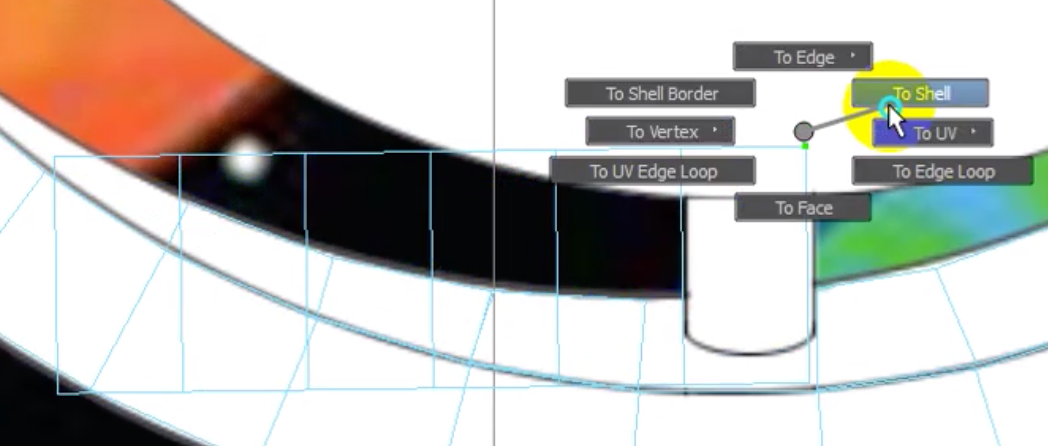 To Edge
To Shell Border
To Shell
To Vertex
To UV
To UV Edge Loop
To Edge Loop
To Face